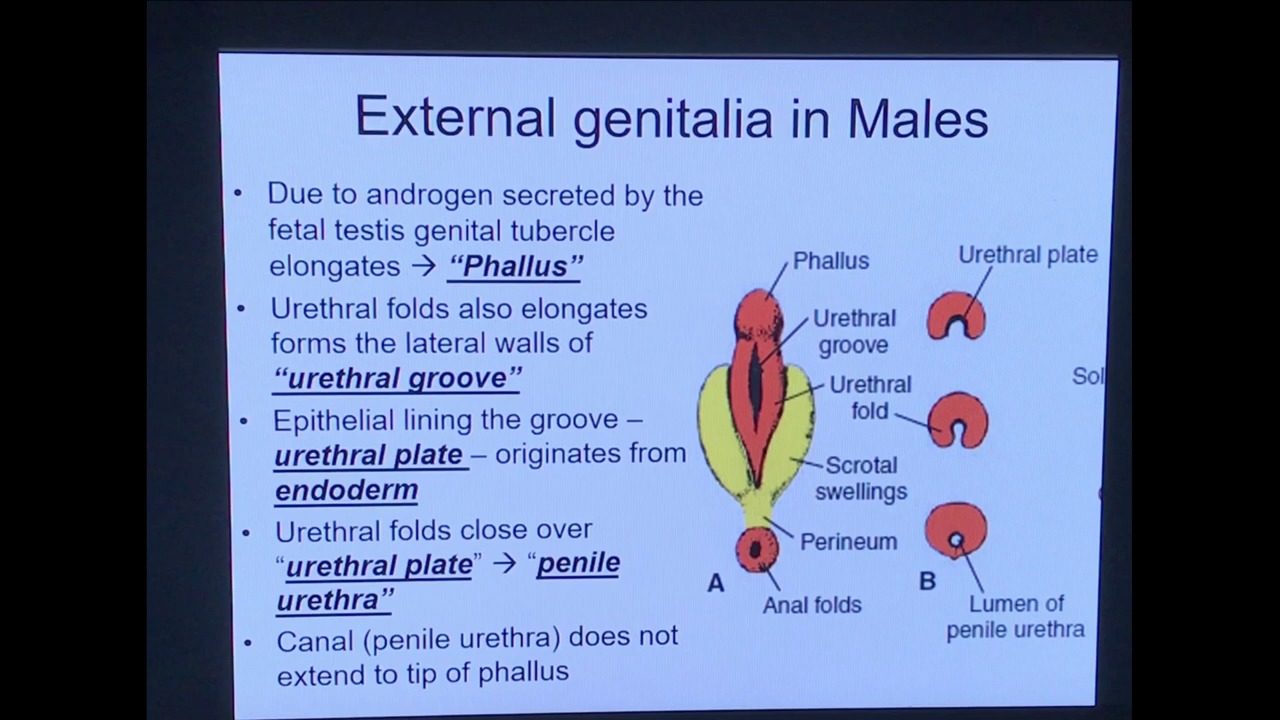 External genitalia in Males
• Due to androgen secreted by the
fetal testis genital tubercle
elongates → “Phallus”
• Urethral folds also elongates
forms the lateral walls of
“urethral groove”
• Epithelial lining the groove –
urethral plate – originates from
endoderm
• Urethral folds close over
“urethral plate” → “penile
urethra”
• Canal (penile urethra) does not
extend to tip of phallus
Phallus
Urethral
groove
Urethral
fold
Scrotal
swellings
Perineum
A
Anal folds
Urethral plate
B
Lumen of
penile urethra
Sol